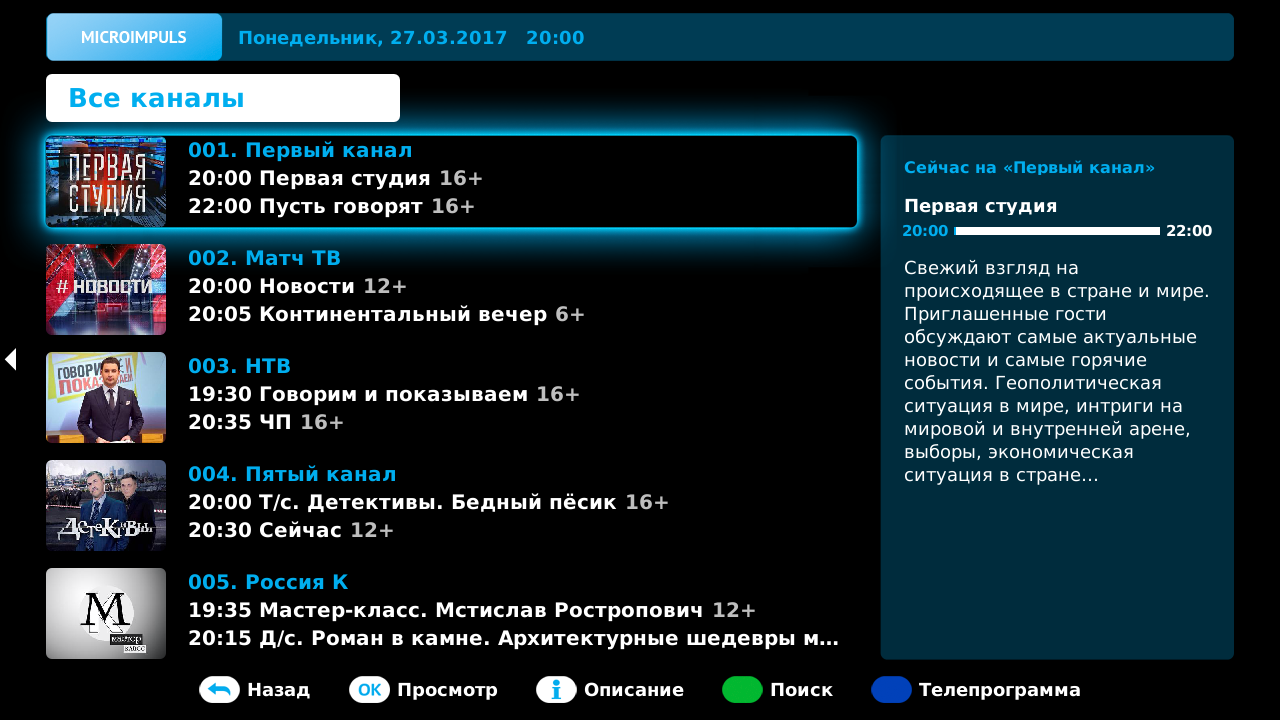 MICROIMPULS
Понедельник, 27.03.2017 20:00
Все каналы
ПЕРВАЯ
СТУДИЯ
001. Первый канал
20:00 Первая студия 16+
22:00 Пусть говорят 16+
# НОВОСТИ
002. Матч ТВ
20:00 Новости 12+
20:05 Континентальный вечер 6+
003. НТВ
19:30 Говорим и показываем 16+
20:35 ЧП 16+
ДетеКтивы
004. Пятый канал
20:00 Т/с. Детективы. Бедный пёсик 16+
20:30 Сейчас 12+
М
мастер
класс
005. Россия К
19:35 Мастер-класс. Мстислав Ростропович 12+
20:15 Д/с. Роман в камне. Архитектурные шедевры м...
Сейчас на «Первый канал»
Первая студия
20:00 22:00
Свежий взгляд на
происходящее в стране и мире.
Приглашенные гости
обсуждают самые актуальные
новости и самые горячие
события. Геополитическая
ситуация в мире, интриги на
мировой и внутренней арене,
выборы, экономическая
ситуация в стране...
Назад
OK Просмотр
i Описание
Поиск
Телепрограмма